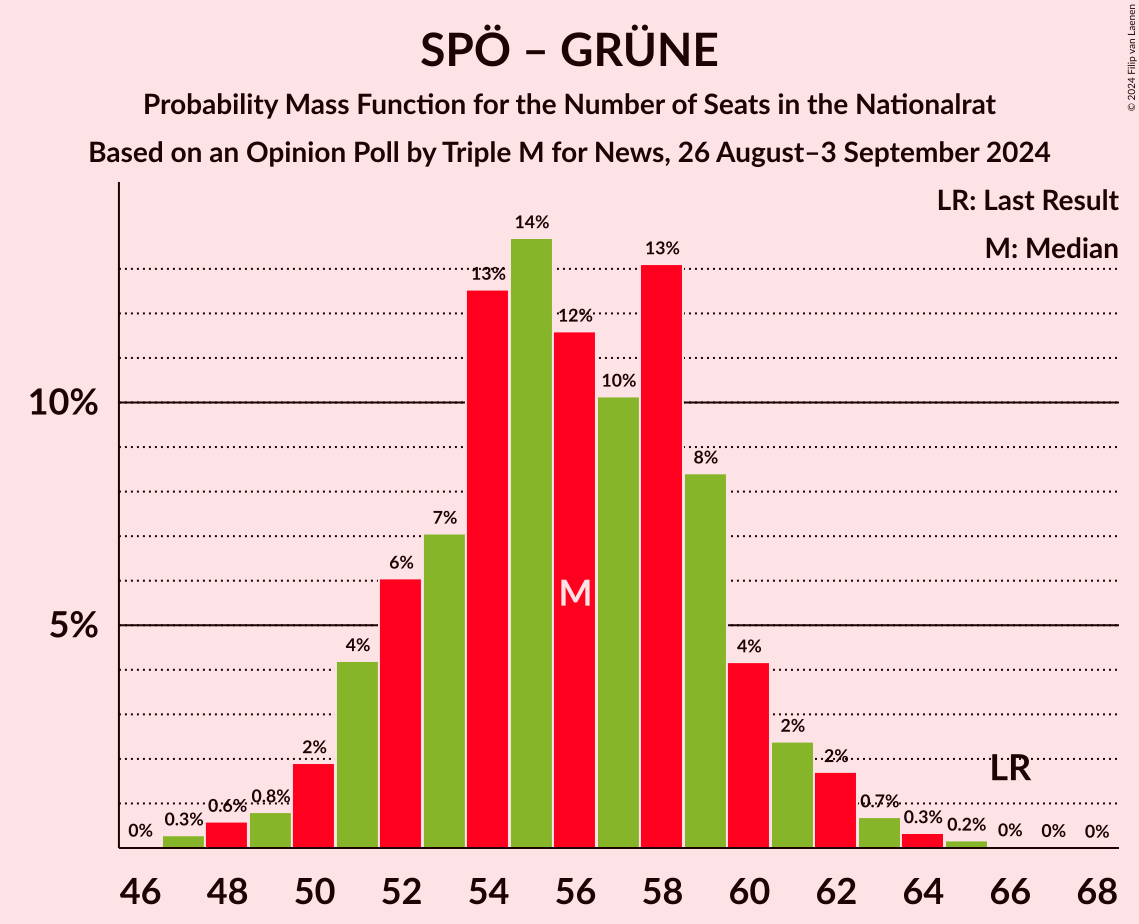 SPÖ – GRÜNE
Probability Mass Function for the Number of Seats in the Nationalrat
Based on an Opinion Poll by Triple M for News, 26 August–3 September 2024
© 2024 Filip van Laenen
LR: Last Result
M: Median
10%
5%
0%
0.3%
0.6%
0.8%
2%
4%
6%
7%
13%
14%
12%
10%
13%
8%
4%
2%
2%
0.7%
0.3%
0.2%
0%
0%
0%
M
LR
46 48 50 52 54 56 58 60 62 64 66 68